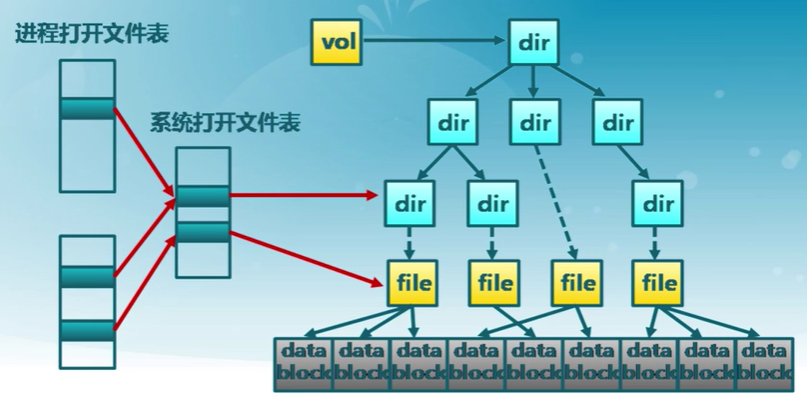 进程打开文件表
vol
dir
系统打开文件表
dir
dir
dir
dir
dir
dir
file
file
file
file
data
block
data
block
data
block
data
block
data
block
data
block
data
block
data
block
data
block